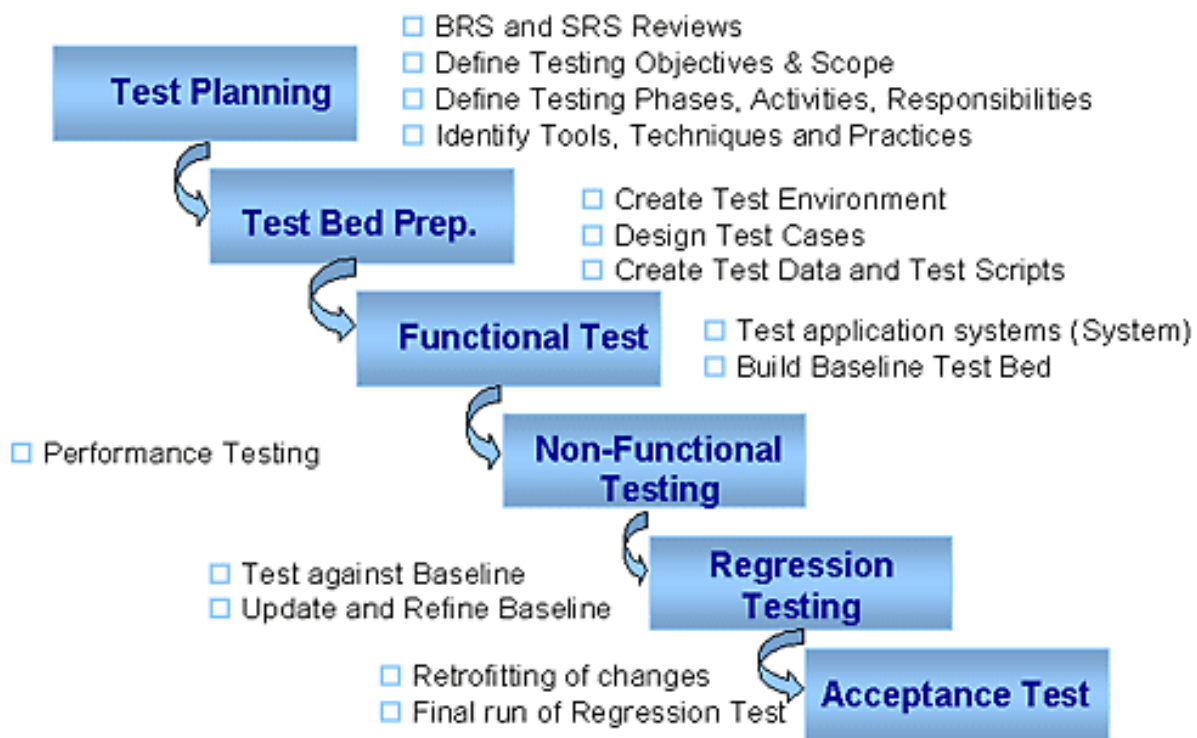 BRS and SRS Reviews
Define Testing Objectives & Scope
Test Planning
Define Testing Phases, Activities, Responsibilities
Identify Tools, Techniques and Practices
Create Test Environment
Test Bed Prep.
Design Test Cases
Create Test Data and Test Scripts
Functional Test
Test application systems (System)
Build Baseline Test Bed
Performance Testing
Non-Functional
Testing
Test against Baseline
Update and Refine Baseline
Regression
Testing
Retrofitting of changes
Final run of Regression Test
Acceptance Test